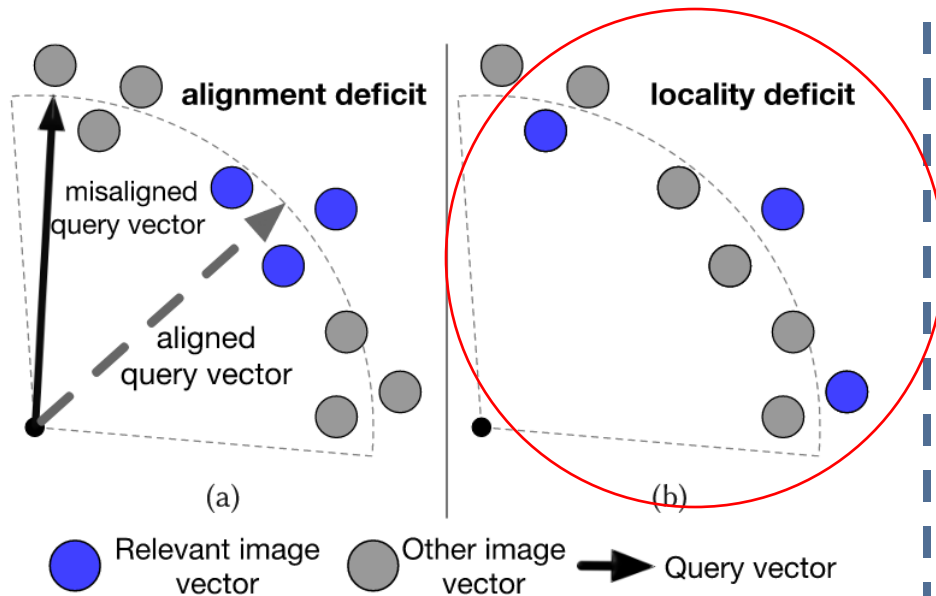 alignment deficit
locality deficit
misaligned
query vector
aligned
query vector
(a)
(b)
Relevant image
vector
Other image
vector
Query vector